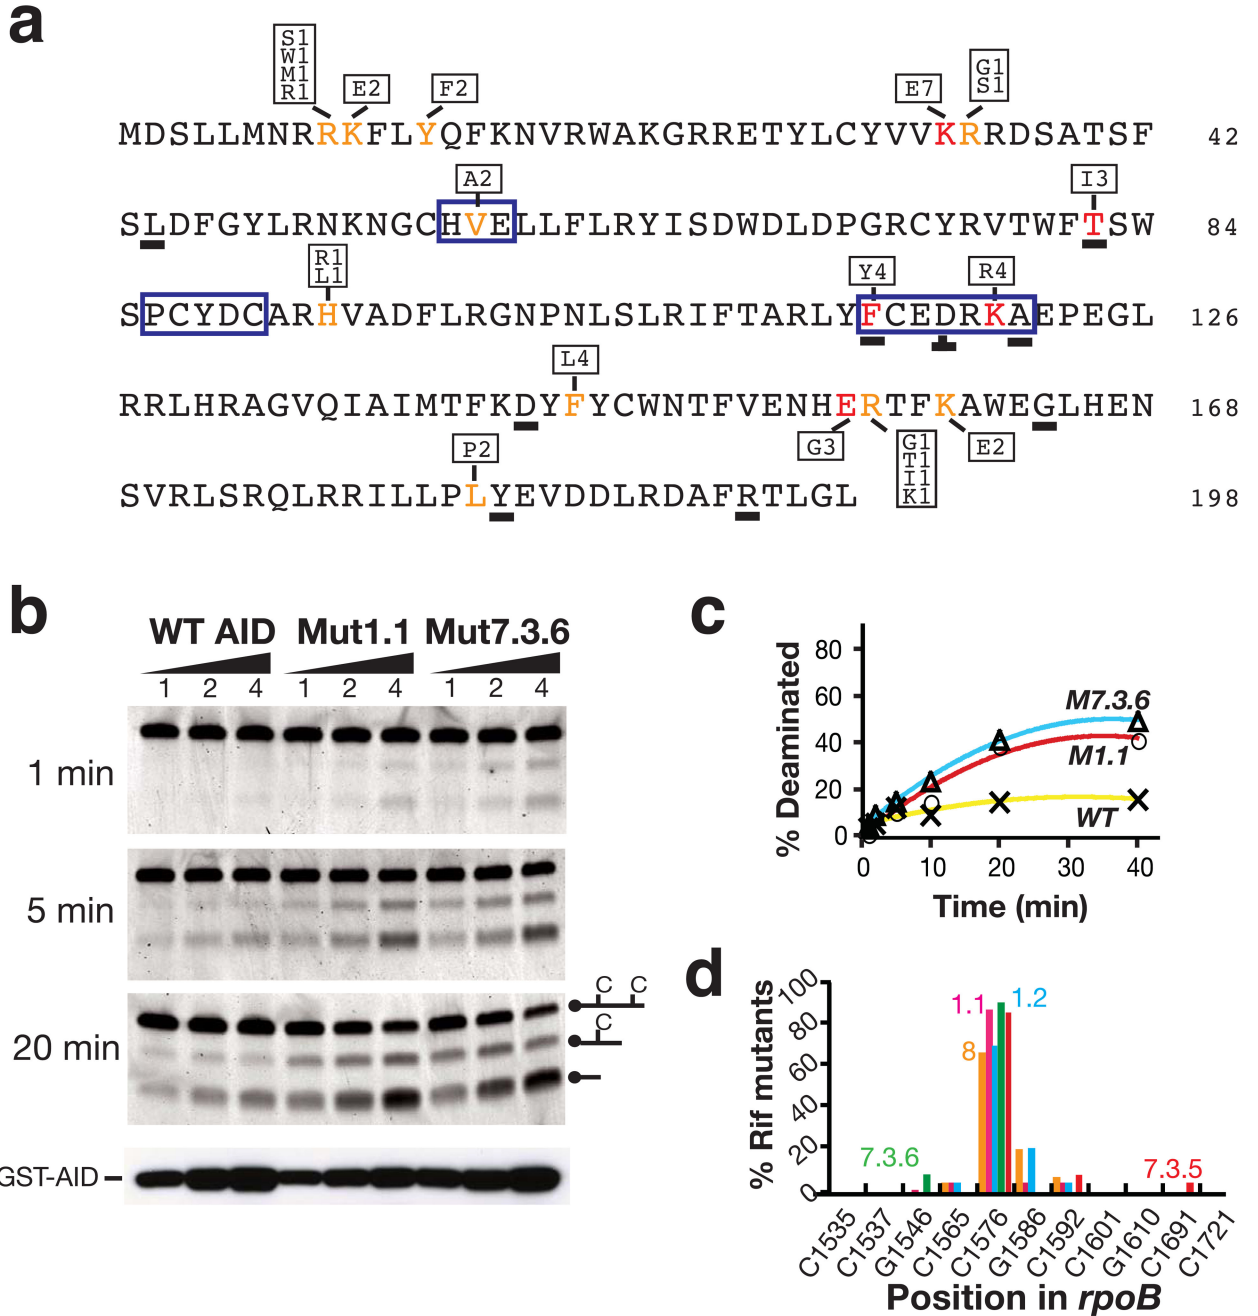 a
S1
W1
M1
R1
E2
F2
E7
G1
S1
MDSLLMNRRKFLYQFKNVRWAKGRRETYLCYVVKRRDSATSF 42
A2
I3
SLDFGYLRNKNGCHVELLFLRYISDWDLDPGRCYRVTWFTSW 84
R1
L1
Y4
R4
SPCYDCARHVADFLRGNPNLSLRIFTARLYFCEDRKAEPEGL 126
L4
RRLHRAGVQIAIMTFKDYFYCWNTFVENHERTFKAWEGLHEN 168
P2
G3
G1
T1
I1
K1
E2
SVRLSRQLRRILLPLYEVDDLRDAFRTLGL 198
b
WT AID Mut1.1 Mut7.3.6
1 2 4 1 2 4 1 2 4
1 min
5 min
20 min
C C
C
GST-AID
c
% Deaminated
80
60
40
20
0
M7.3.6
M1.1
WT
0 10 20 30 40
Time (min)
d
% Rif mutants
100
80
60
40
20
0
1.1
1.2
8
7.3.6
7.3.5
C1535
C1537
G1546
C1565
C1576
G1586
C1592
C1601
G1610
C1691
C1721
Position in rpoB